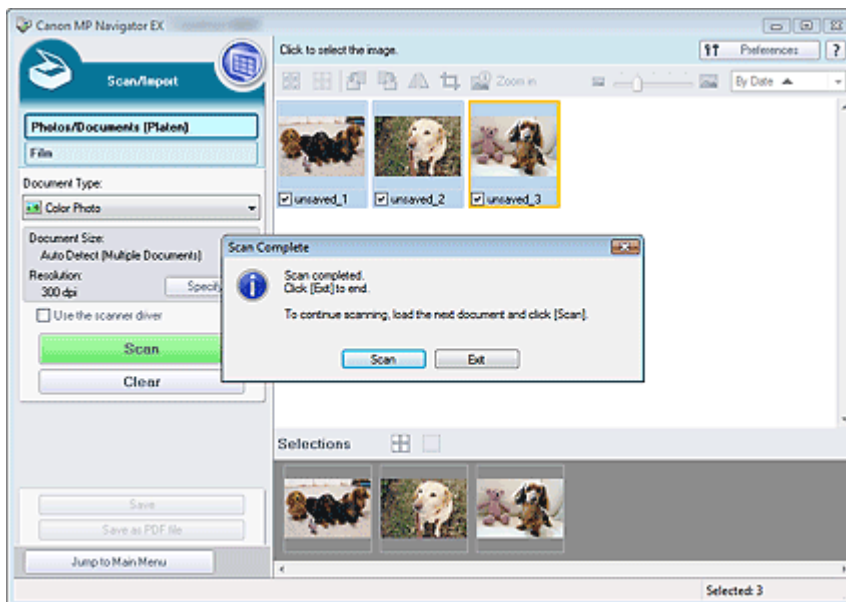 Canon MP Navigator EX
Scan/Import
Photos/Documents (Platen)
Film
Document Type:
Color Photo
Document Size:
Auto Detect (Multiple Documents)
Resolution:
300 dpi
Specify
Use the scanner driver
Scan
Clear
Save
Save as PDF file
Jump to Main Menu
Click to select the image.
Preferences
?
Zoom in
By Date
unsaved_1
unsaved_2
unsaved_3
Scan Complete
Scan completed.
Click [Exit] to end.
To continue scanning, load the next document and click [Scan].
Scan
Exit
Selections
Selected: 3